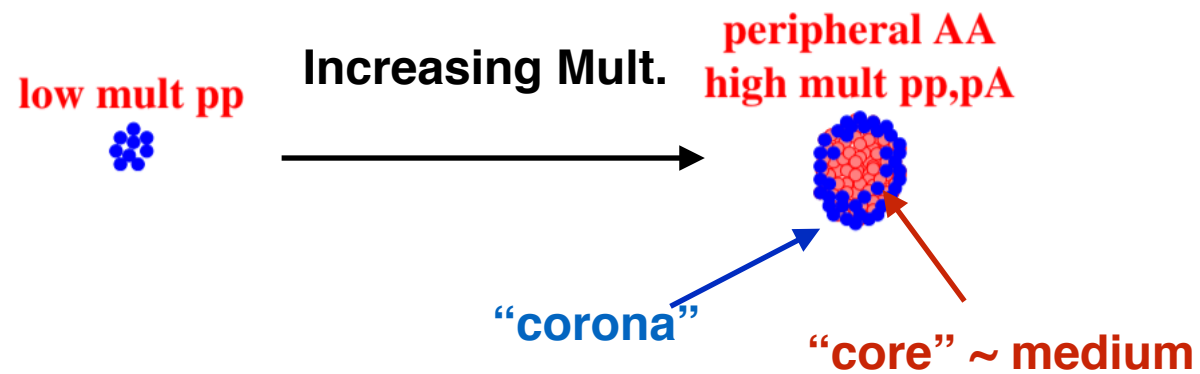 low mult pp
Increasing Mult.
peripheral AA
high mult pp,pA
“corona”
“core” ~ medium